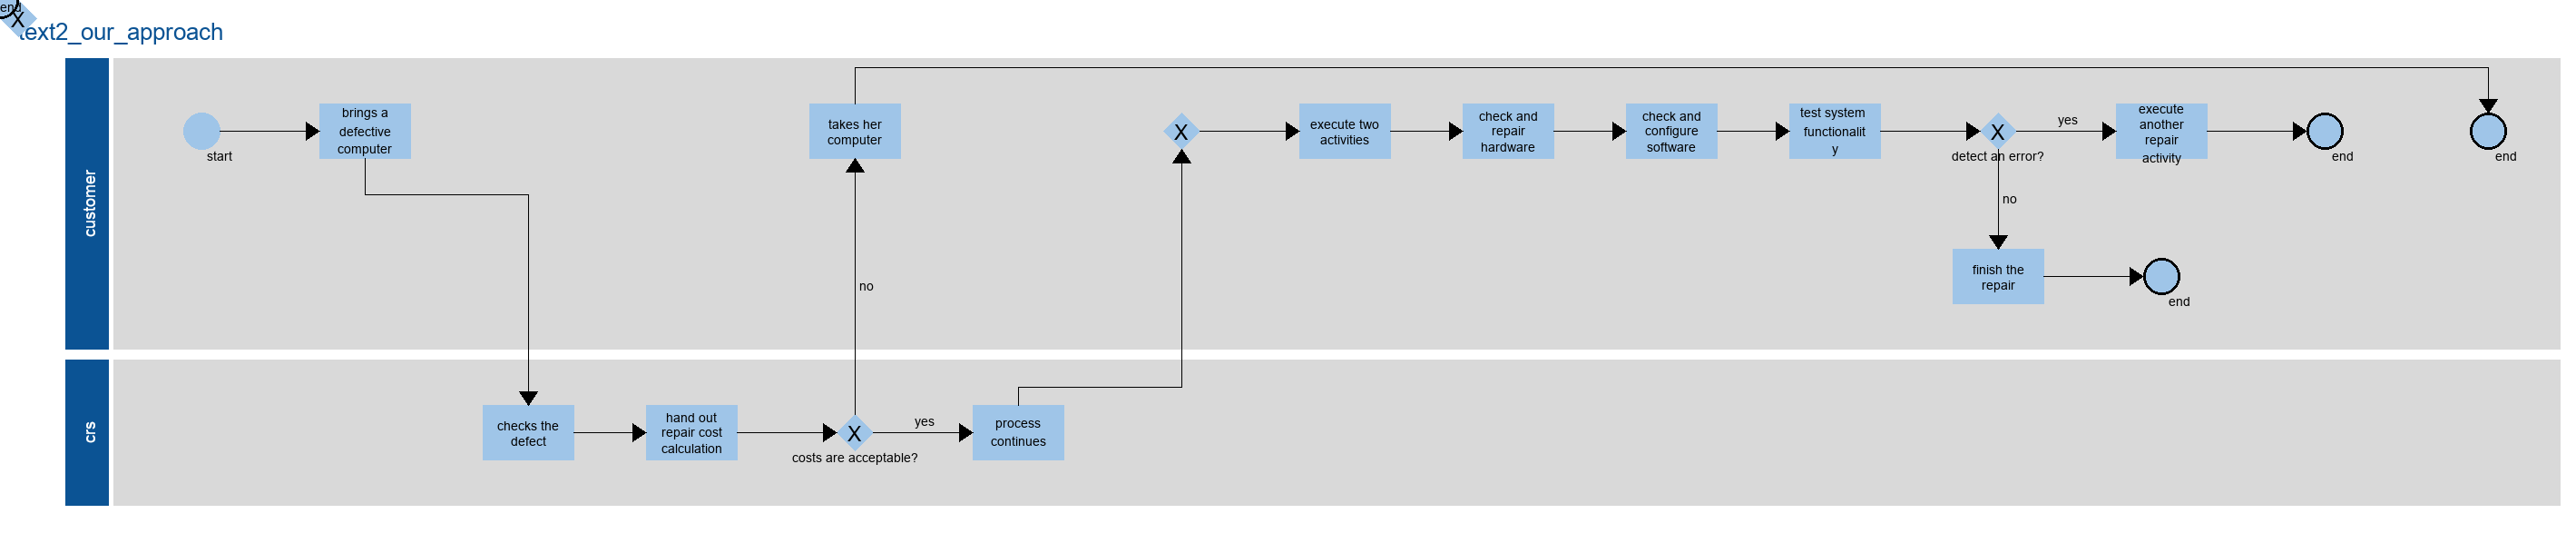 end
X
text2_our_approach
customer
start
brings a
defective
computer
takes her
computer
X
execute two
activities
check and
repair
hardware
check and
configure
software
test system
functionalit
y
X
detect an error?
yes
execute
another
repair
activity
end
end
no
finish the
repair
end
no
crs
checks the
defect
hand out
repair cost
calculation
X
costs are acceptable?
yes
process
continues